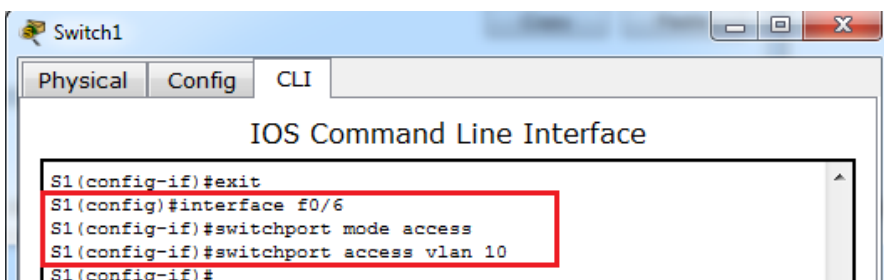 Switch1
Physical Config CLI
IOS Command Line Interface
S1(config-if)#exit
S1(config)#interface f0/6
S1(config-if)#switchport mode access
S1(config-if)#switchport access vlan 10
S1(config-if)#